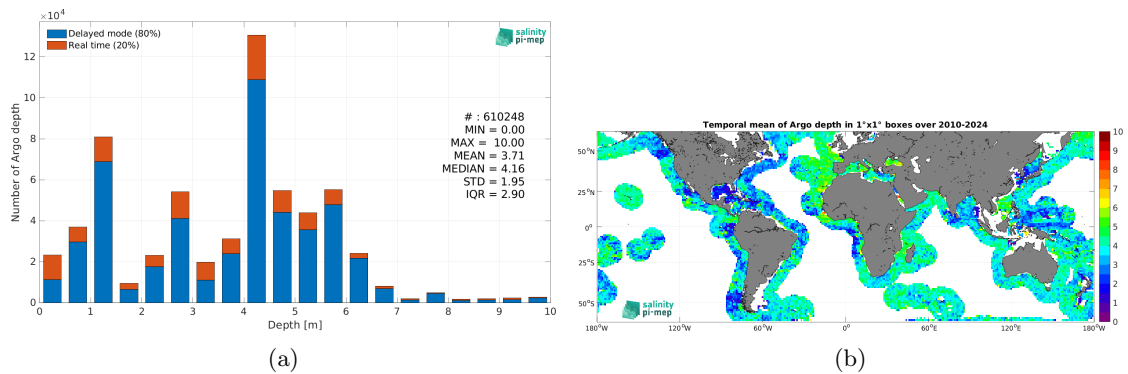 ×10⁴
Delayed mode (80%)
Real time (20%)
salinity
pi-mep
12
10
8
6
4
2
0
Number of Argo depth
# : 610248
MIN = 0.00
MAX = 10.00
MEAN = 3.71
MEDIAN = 4.16
STD = 1.95
IQR = 2.90
0 1 2 3 4 5 6 7 8 9 10
Depth [m]
(a)
Temporal mean of Argo depth in 1°x1° boxes over 2010-2024
50°N
25°N
0°
25°S
50°S
salinity
pi-mep
180°W 120°W 60°W 0° 60°E 120°E 180°W
10
9
8
7
6
5
4
3
2
1
0
(b)